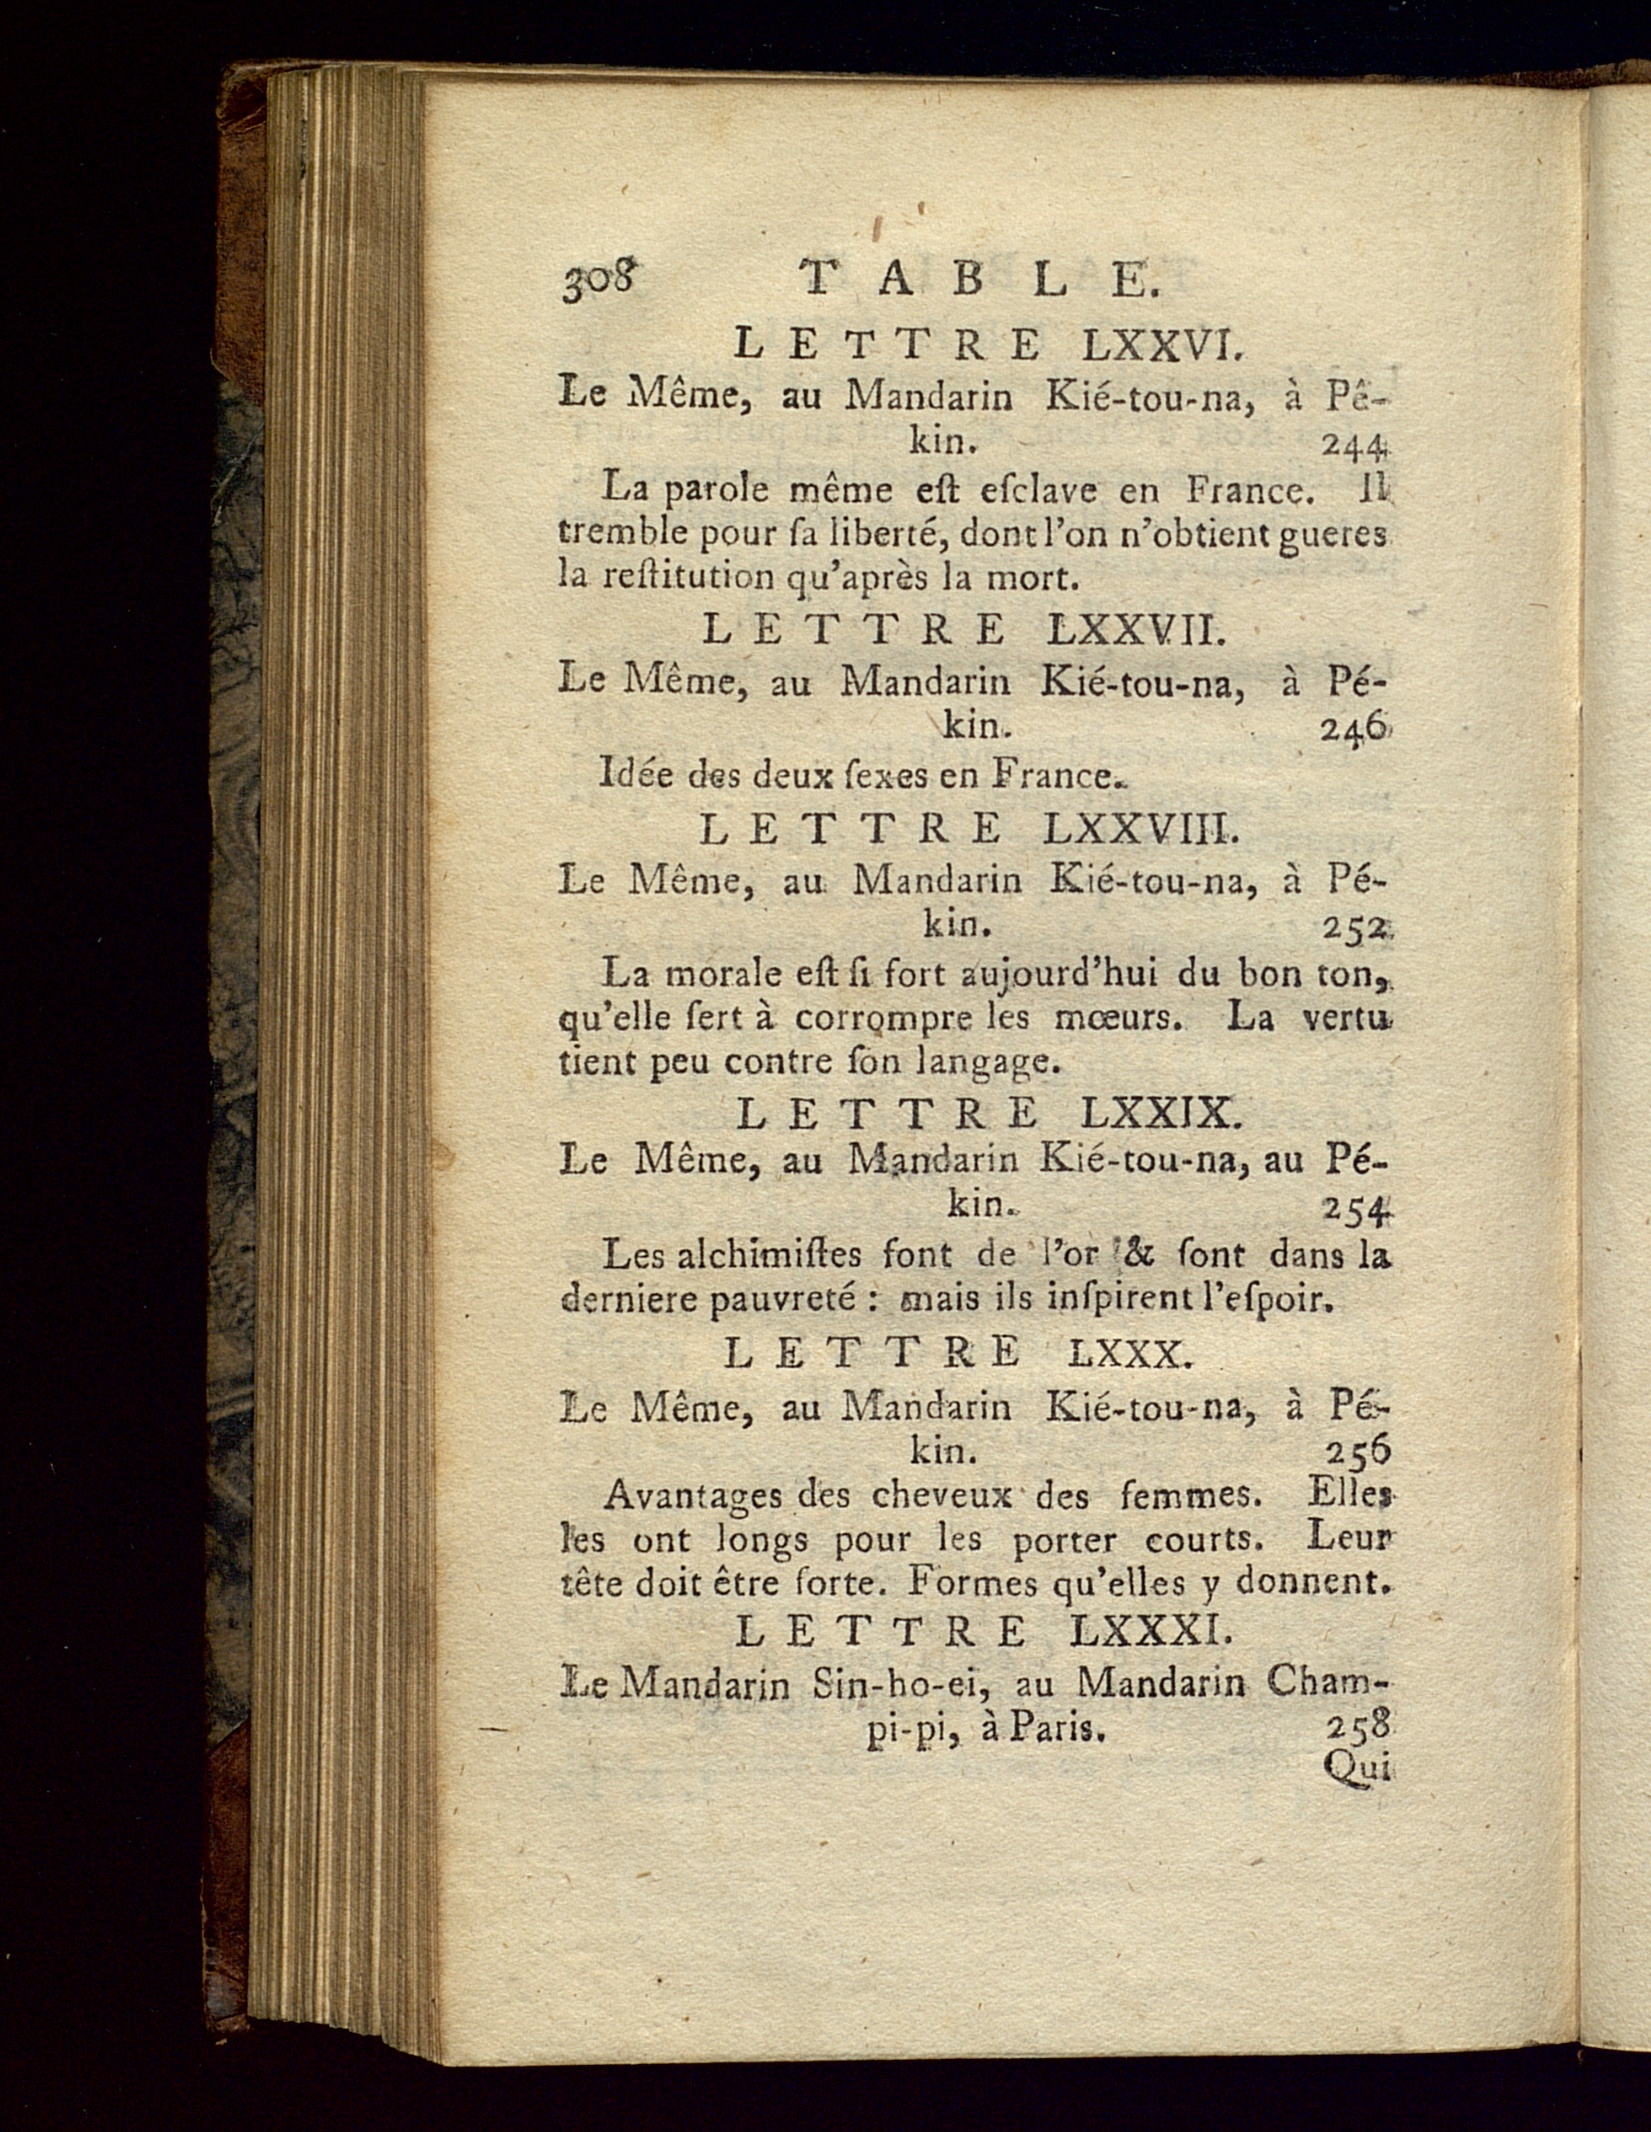 308 TABLE.
LETTRE LXXVI.
Le Même, au Mandarin Kié-tou-na, à Pê-
kin. 244
La parole même eſt eſclave en France. Il
tremble pour ſa liberté, dont l'on n'obtient gueres
la reſtitution qu'après la mort.
LETTRE LXXVII.
Le Même, au Mandarin Kié-tou-na, à Pé-
kin. 246
Idée des deux ſexes en France.
LETTRE LXXVIII.
Le Même, au Mandarin Kié-tou-na, à Pé-
kin. 252
La morale eſt ſi fort aujourd'hui du bon ton,
qu'elle ſert à corrompre les mœurs. La vertu
tient peu contre ſon langage.
LETTRE LXXIX.
Le Même, au Mandarin Kié-tou-na, au Pé-
kin. 254
Les alchimiſtes font de l'or & ſont dans la
derniere pauvreté : mais ils inſpirent l'eſpoir.
LETTRE LXXX.
Le Même, au Mandarin Kié-tou-na, à Pé-
kin. 256
Avantages des cheveux des femmes. Elles
les ont longs pour les porter courts. Leur
tête doit être forte. Formes qu'elles y donnent.
LETTRE LXXXI.
Le Mandarin Sin-ho-ei, au Mandarin Cham-
pi-pi, à Paris. 258
Qui